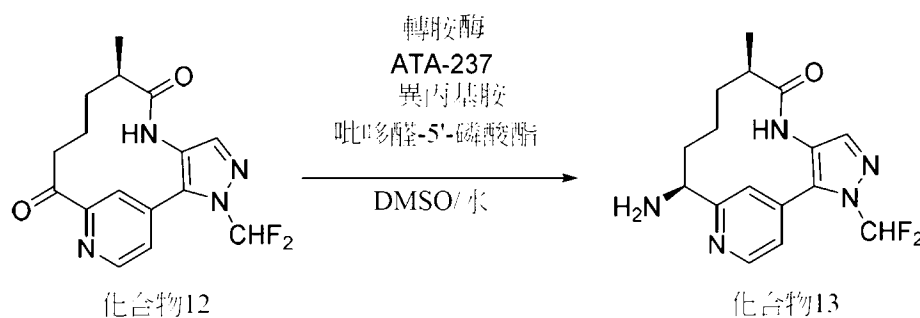 轉胺酶
ATA-237
異丙基胺
吡哆醛-5'-磷酸酯
DMSO/水
O
HN
N
N
O
N
CHF2
化合物12
O
HN
N
N
H2N
N
CHF2
化合物13